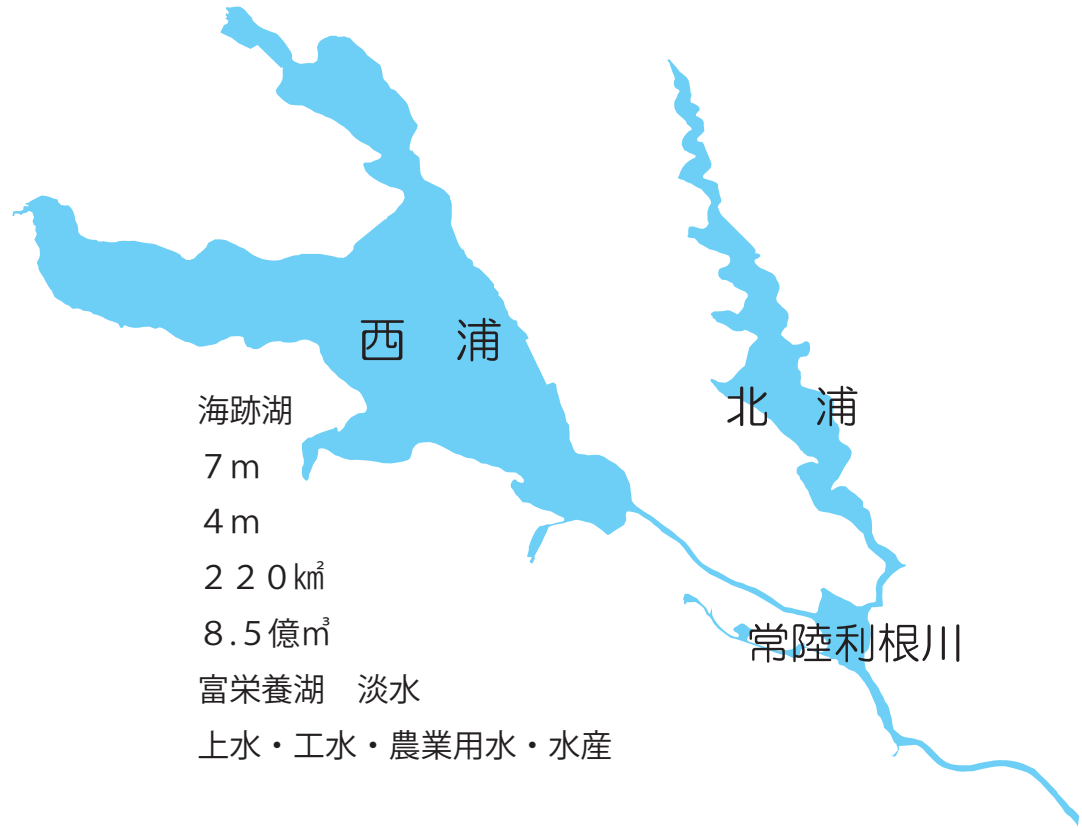 西　浦
北　浦
海跡湖
７ｍ
４ｍ
２２０㎢
８.５億㎥
常陸利根川
富栄養湖　淡水
上水・工水・農業用水・水産